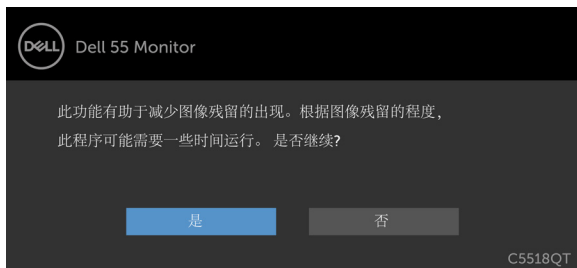 DELL Dell 55 Monitor
此功能有助于减少图像残留的出现。根据图像残留的程度，
此程序可能需要一些时间运行。 是否继续?
是 否
C5518QT